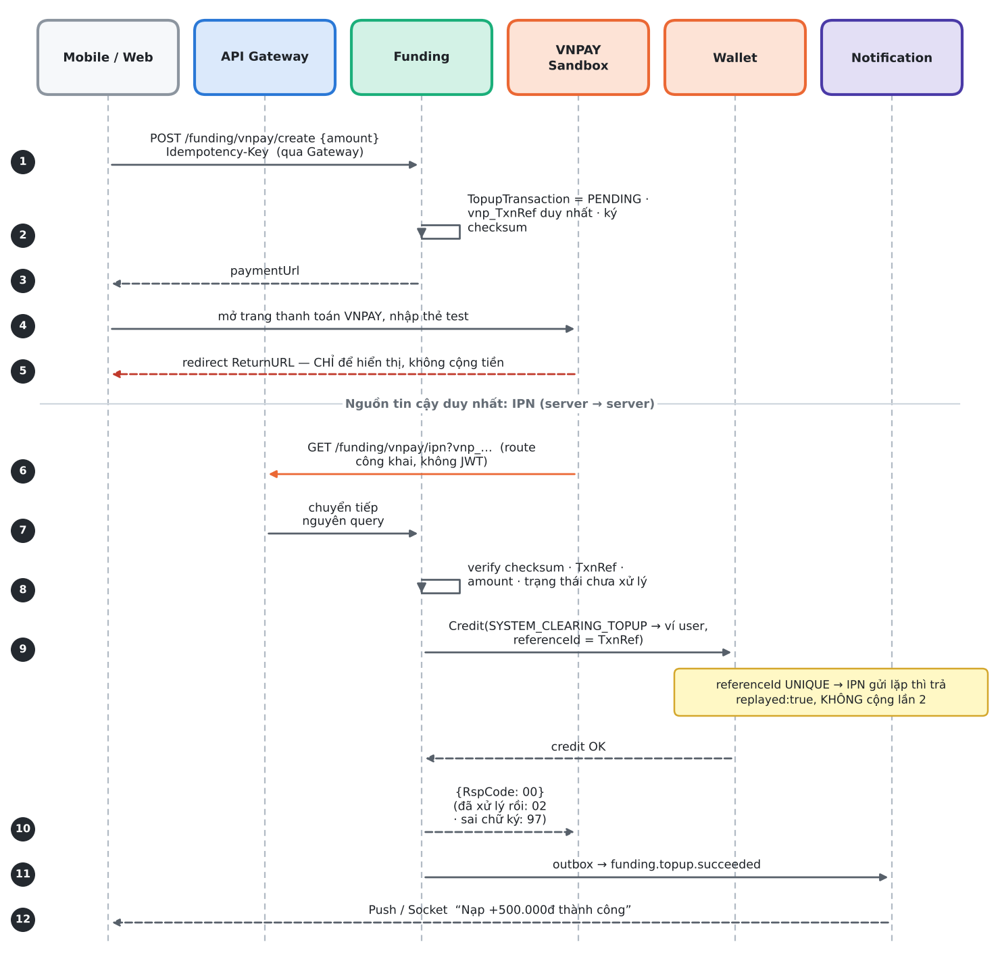 Mobile / Web
API Gateway
Funding
VNPAY
Sandbox
Wallet
Notification
POST /funding/vnpay/create {amount}
Idempotency-Key  (qua Gateway)
1
TopupTransaction = PENDING ·
vnp_TxnRef duy nhất · ký
checksum
2
paymentUrl
3
mở trang thanh toán VNPAY, nhập thẻ test
4
redirect ReturnURL — CHỈ để hiển thị, không cộng tiền
5
Nguồn tin cậy duy nhất: IPN (server → server)
GET /funding/vnpay/ipn?vnp_...  (route
công khai, không JWT)
6
chuyển tiếp
nguyên query
7
verify checksum · TxnRef ·
amount · trạng thái chưa xử lý
8
Credit(SYSTEM_CLEARING_TOPUP → ví user,
referenceId = TxnRef)
9
referenceId UNIQUE → IPN gửi lặp thì trả
replayed:true, KHÔNG cộng lần 2
credit OK
{RspCode: 00}
(đã xử lý rồi: 02
· sai chữ ký: 97)
10
outbox → funding.topup.succeeded
11
Push / Socket  “Nạp +500.000đ thành công”
12